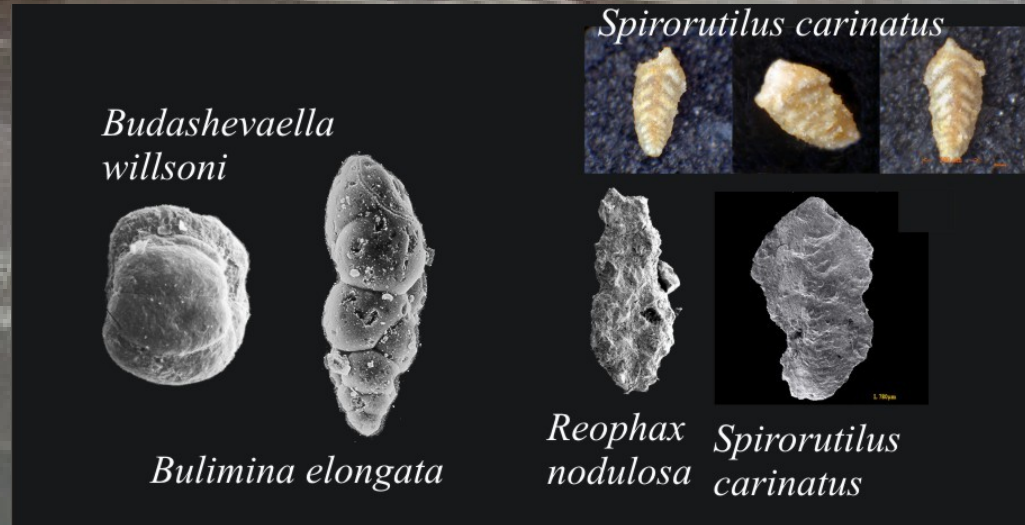 Spirorutilus carinatus
Budashevaella
willsoni
Bulimina elongata
Reophax
nodulosa
Spirorutilus
carinatus